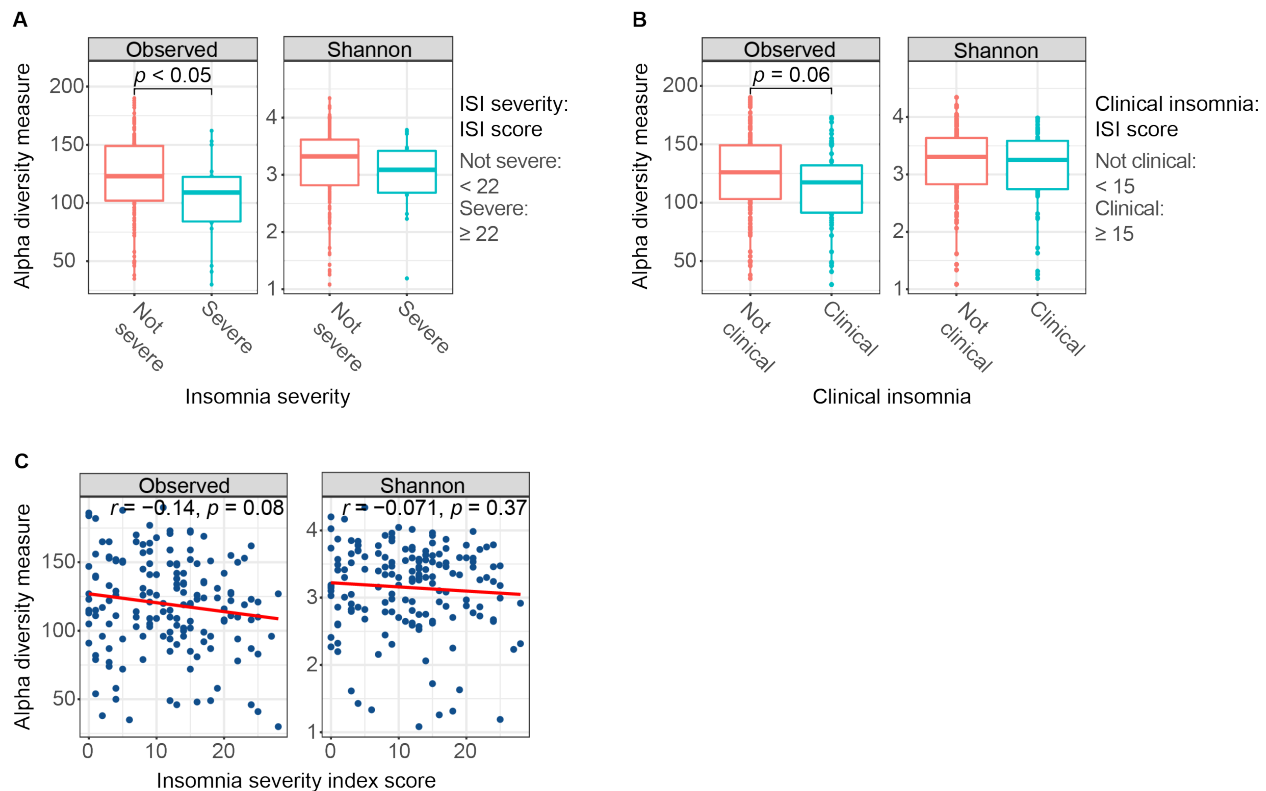 A
Observed
Shannon
Alpha diversity measure
200
150
100
50
p < 0.05
4
3
2
1
Not
severe
Severe
Not
severe
Severe
Insomnia severity
ISI severity:
ISI score
Not severe:
< 22
Severe:
≥ 22
B
Observed
Shannon
Alpha diversity measure
200
150
100
50
p = 0.06
4
3
2
1
Not
clinical
Clinical
Not
clinical
Clinical
Clinical insomnia
Clinical insomnia:
ISI score
Not clinical:
< 15
Clinical:
≥ 15
C
Observed
Shannon
Alpha diversity measure
r = −0.14, p = 0.08
r = −0.071, p = 0.37
150
100
50
4
3
2
1
0 10 20
0 10 20
Insomnia severity index score